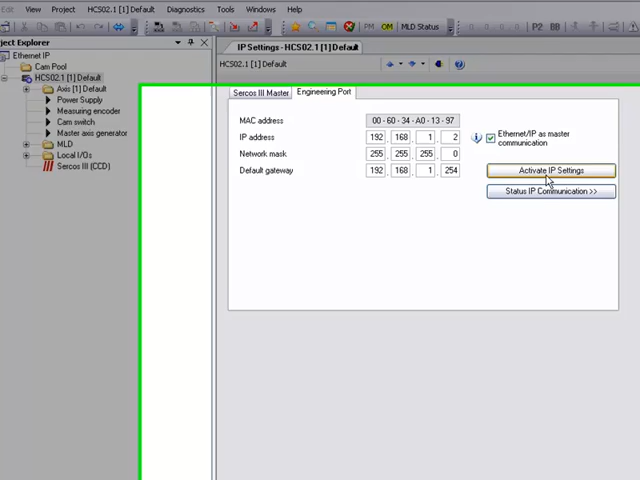 Edit View Project HCS02.1 [1] Default Diagnostics Tools Windows Help
PM OM MLD Status P2 BB
ject Explorer
IP Settings - HCS02.1 [1] Default
Ethernet IP
HCS02.1 [1] Default
Cam Pool
HCS02.1 [1] Default
Axis [1] Default
Sercos III Master Engineering Port
Power Supply
Measuring encoder
Cam switch
Master axis generator
MLD
Local I/Os
Sercos III (CCD)
MAC address 00 - 60 - 34 - A0 - 13 - 97
IP address 192 . 168 . 1 . 2
Ethernet/IP as master
communication
Network mask 255 . 255 . 255 . 0
Default gateway 192 . 168 . 1 . 254
Activate IP Settings
Status IP Communication >>